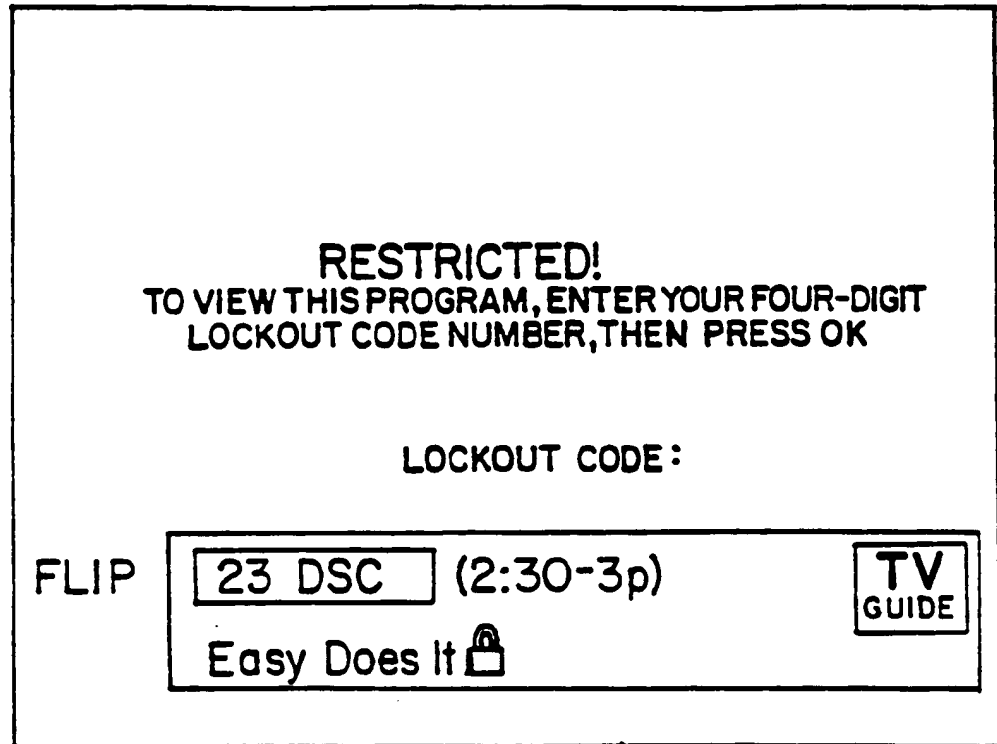 RESTRICTED!
TO VIEW THIS PROGRAM, ENTER YOUR FOUR-DIGIT
LOCKOUT CODE NUMBER, THEN PRESS OK
LOCKOUT CODE:
FLIP
23 DSC (2:30-3p)
TV
GUIDE
Easy Does It